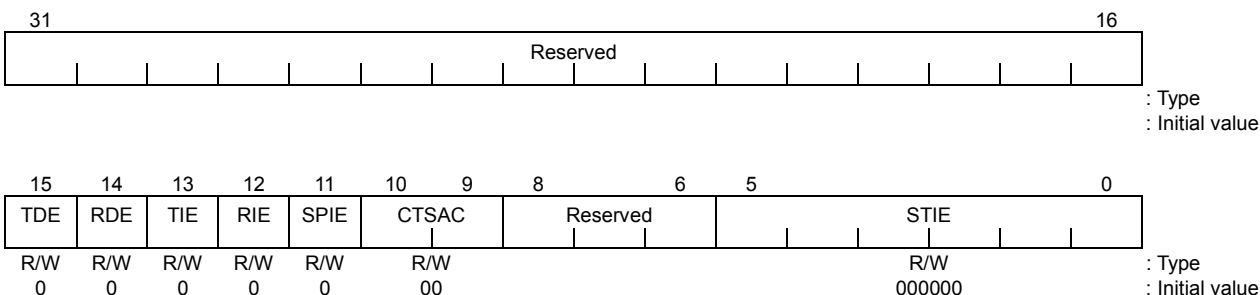 31 16
Reserved
: Type
: Initial value
15 14 13 12 11 10 9 8 6 5 0
TDE RDE TIE RIE SPIE CTSAC Reserved STIE
R/W R/W R/W R/W R/W R/W R/W : Type
0 0 0 0 0 00 000000 : Initial value